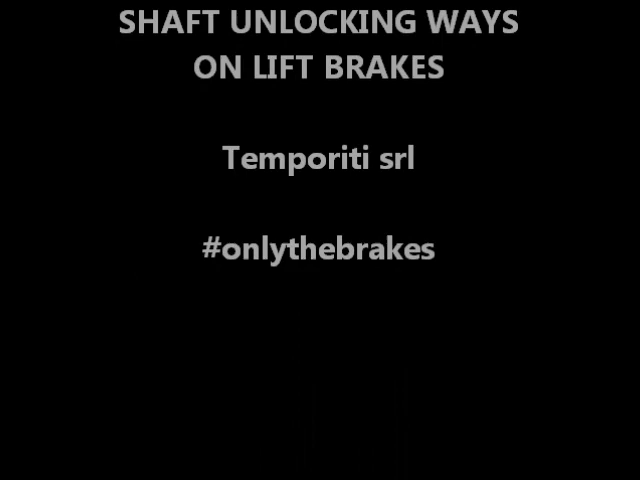 SHAFT UNLOCKING WAYS
ON LIFT BRAKES
Temporiti srl
#onlythebrakes